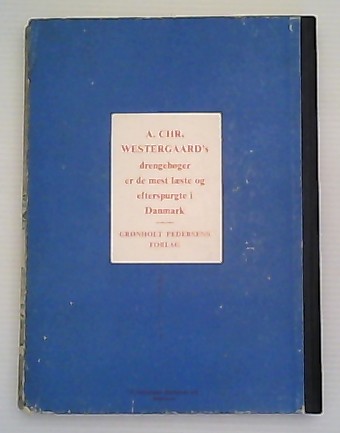 A. CHR.
WESTERGAARD's
drengebøger
er de mest læste og
efterspurgte i
Danmark
GRØNHOLT PEDERSENS
FORLAG